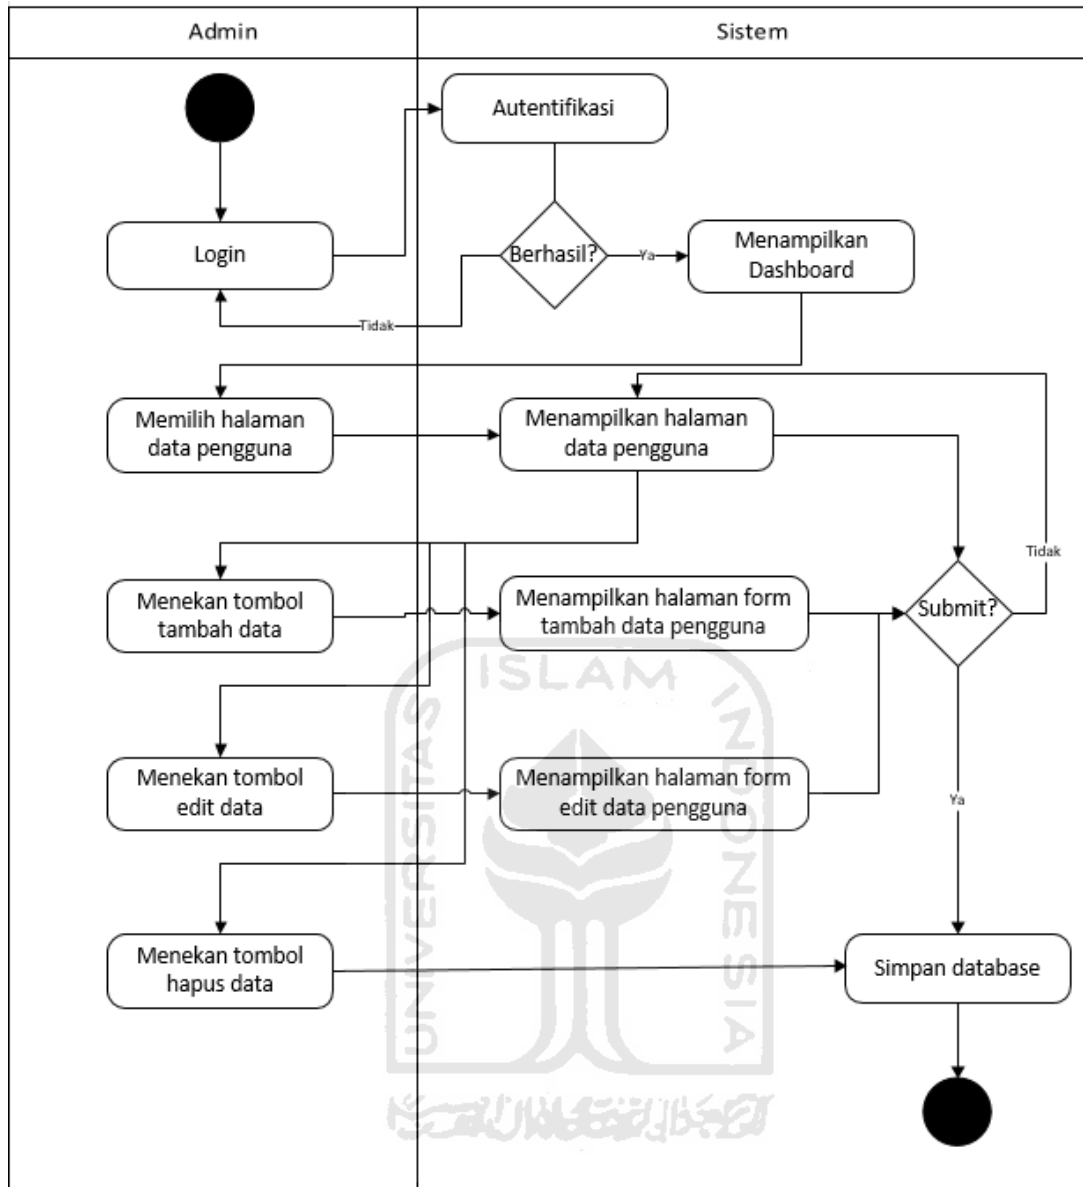 Admin
Sistem
Autentifikasi
Login
Berhasil?
Ya
Menampilkan
Dashboard
Tidak
Memilih halaman
data pengguna
Menampilkan halaman
data pengguna
Tidak
Menekan tombol
tambah data
Menampilkan halaman form
tambah data pengguna
Submit?
UNIVERSITAS
ISLAM
INDONESIA
Menekan tombol
edit data
Menampilkan halaman form
edit data pengguna
Ya
Menekan tombol
hapus data
Simpan database